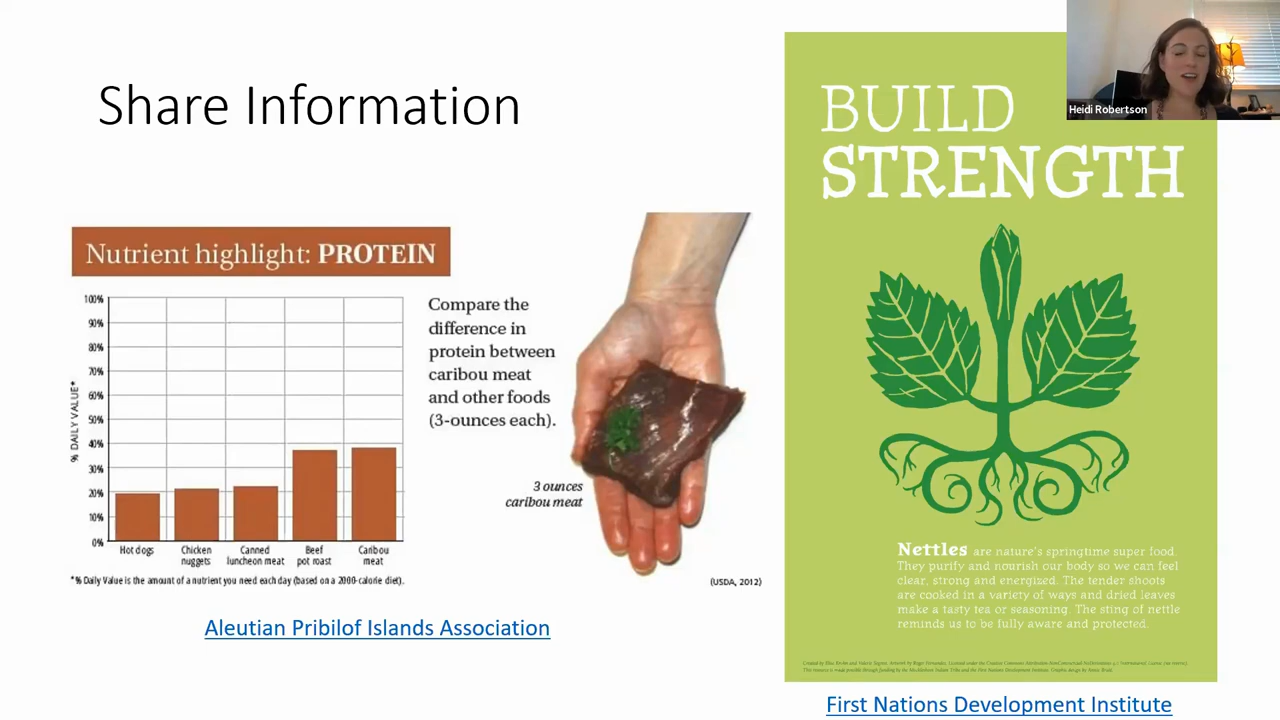 Share Information
Nutrient highlight: PROTEIN
% DAILY VALUE*
100%
90%
80%
70%
60%
50%
40%
30%
20%
10%
0%
Hot dogs
Chicken
nuggets
Canned
luncheon meat
Beef
pot roast
Caribou
meat
*% Daily Value is the amount of a nutrient you need each day (based on a 2000-calorie diet).
Compare the
difference in
protein between
caribou meat
and other foods
(3-ounces each).
3 ounces
caribou meat
(USDA, 2012)
Aleutian Pribilof Islands Association
Heidi Robertson
BUILD
STRENGTH
Nettles are nature's springtime super food.
They purify and nourish our body so we can feel
clear, strong and energized. The tender shoots
are cooked in a variety of ways and dried leaves
make a tasty tea or seasoning. The sting of nettle
reminds us to be fully aware and protected.
First Nations Development Institute